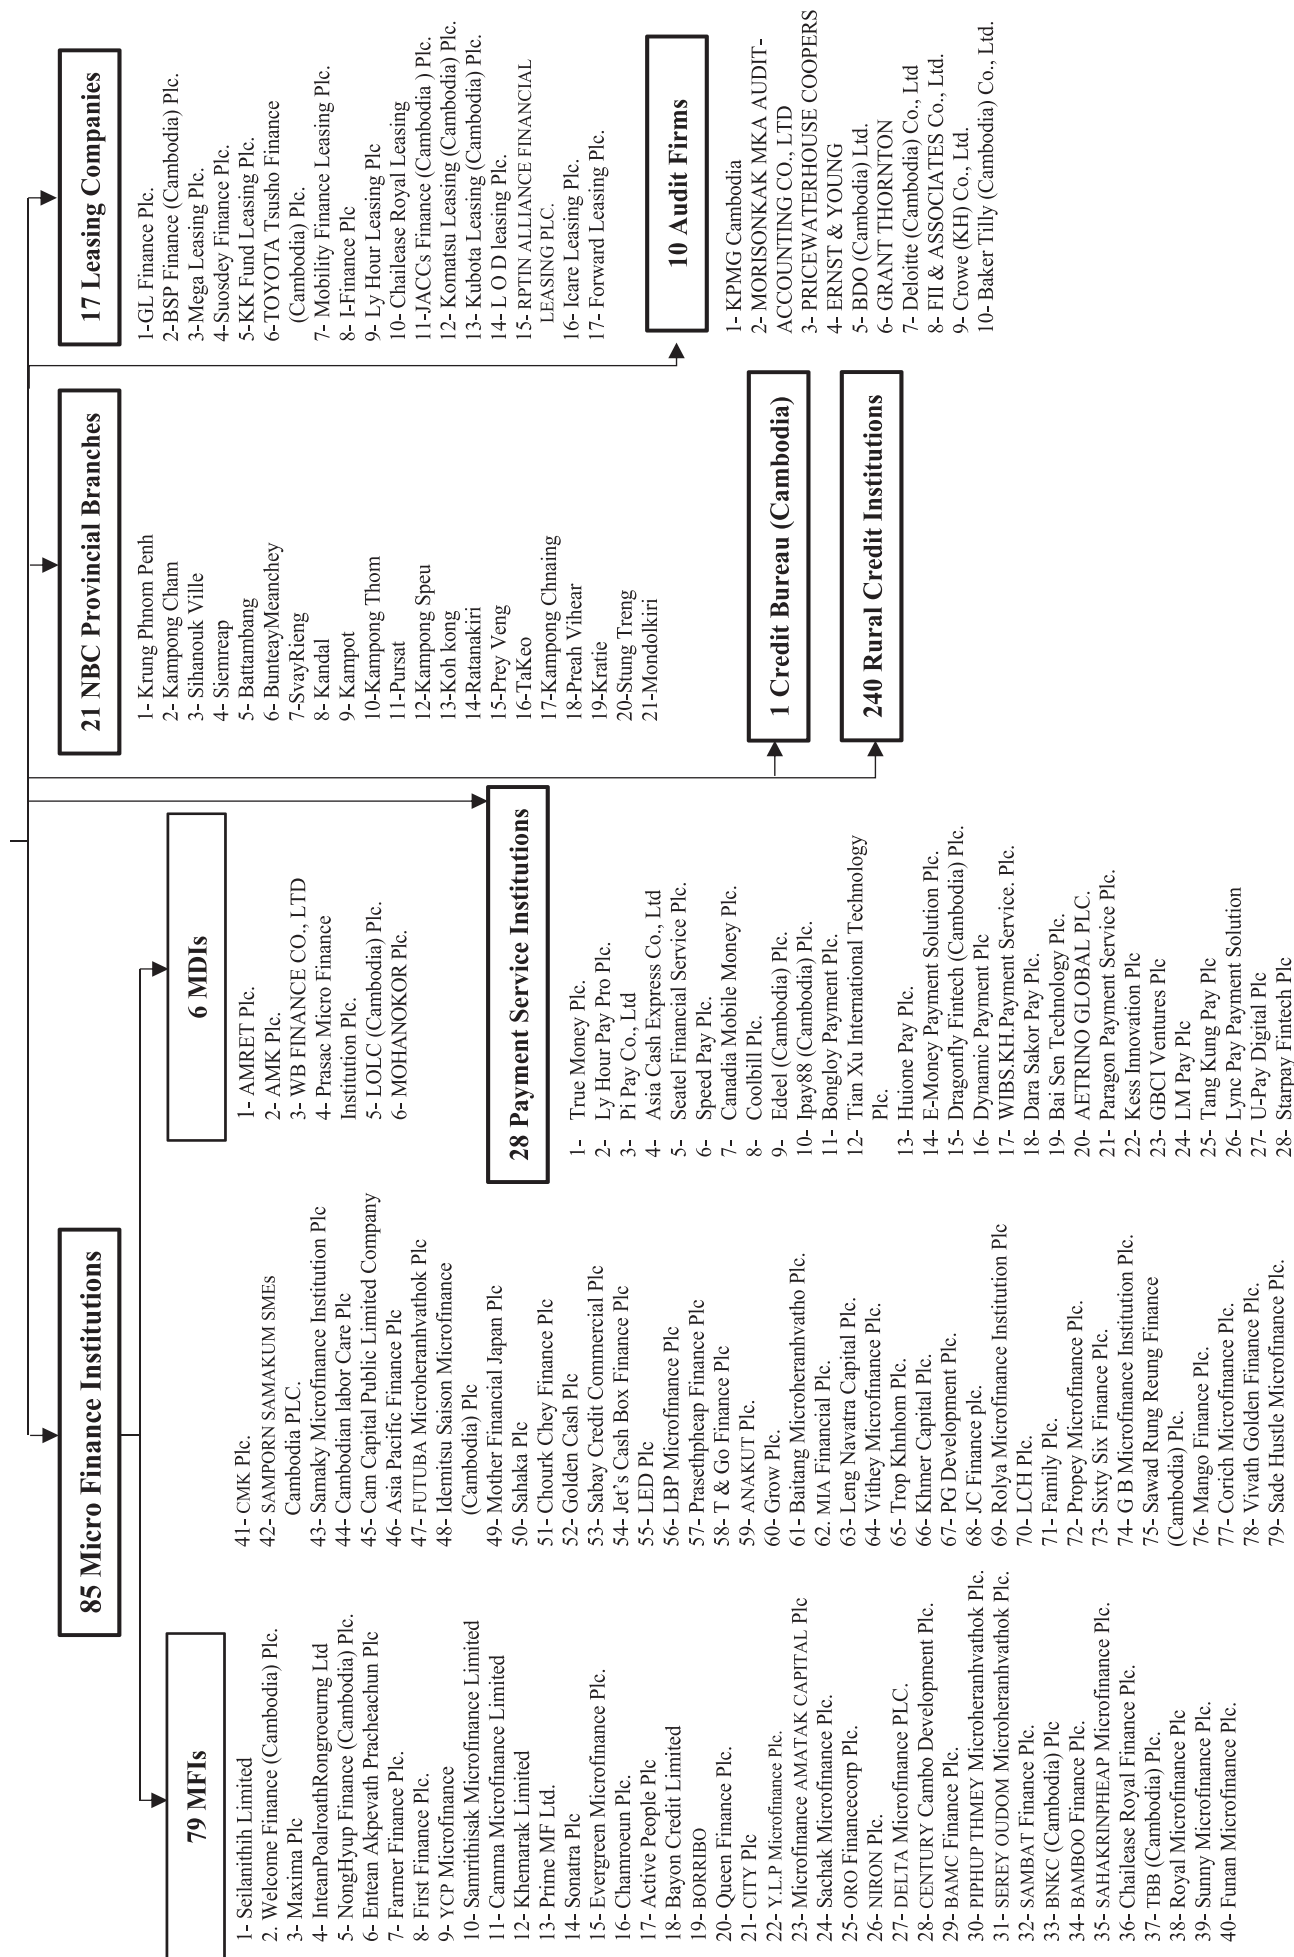 85 Micro Finance Institutions
79 MFIs
1- Seilanithih Limited
2. Welcome Finance (Cambodia) Plc.
3- Maxima Plc
4- InteanPoalroathRongroeurng Ltd
5- NongHyup Finance (Cambodia) Plc.
6- Entean Akpevath Pracheachun Plc
7- Farmer Finance Plc.
8- First Finance Plc.
9- YCP Microfinance
10- Samrithisak Microfinance Limited
11- Camma Microfinance Limited
12- Khemarak Limited
13- Prime MF Ltd.
14- Sonatra Plc
15- Evergreen Microfinance Plc.
16- Chamroeun Plc.
17- Active People Plc
18- Bayon Credit Limited
19- BORRIBO
20- Queen Finance Plc.
21- CITY Plc
22- Y.L.P Microfinance Plc.
23- Microfinance AMATAK CAPITAL Plc
24- Sachak Microfinance Plc.
25- ORO Financecorp Plc.
26- NIRON Plc.
27- DELTA Microfinance PLC.
28- CENTURY Cambo Development Plc.
29- BAMC Finance Plc.
30- PIPHUP THMEY Microheranhvathok Plc.
31- SEREY OUDOM Microheranhvathok Plc.
32- SAMBAT Finance Plc.
33- BNKC (Cambodia) Plc
34- BAMBOO Finance Plc.
35- SAHAKRINPHEAP Microfinance Plc.
36- Chailease Royal Finance Plc.
37- TBB (Cambodia) Plc.
38- Royal Microfinance Plc
39- Sunny Microfinance Plc.
40- Funan Microfinance Plc.
41- CMK Plc.
42- SAMPORN SAMAKUM SMEs
Cambodia PLC.
43- Samaky Microfinance Institution Plc
44- Cambodian labor Care Plc
45- Cam Capital Public Limited Company
46- Asia Pacific Finance Plc
47- FUTUBA Microheranhvathok Plc
48- Idemitsu Saison Microfinance
(Cambodia) Plc
49- Mother Financial Japan Plc
50- Sahaka Plc
51- Chourk Chey Finance Plc
52- Golden Cash Plc
53- Sabay Credit Commercial Plc
54- Jet's Cash Box Finance Plc
55- LED Plc
56- LBP Microfinance Plc
57- Prasethpheap Finance Plc
58- T & Go Finance Plc
59- ANAKUT Plc.
60- Grow Plc.
61- Baitang Microheranhvatho Plc.
62. MIA Financial Plc.
63- Leng Navatra Capital Plc.
64- Vithey Microfinance Plc.
65- Trop Khnhom Plc.
66- Khmer Capital Plc.
67- PG Development Plc.
68- JC Finance plc.
69- Rolya Microfinance Institution Plc
70- LCH Plc.
71- Family Plc.
72- Propey Microfinance Plc.
73- Sixty Six Finance Plc.
74- G B Microfinance Institution Plc.
75- Sawad Rung Reung Finance
(Cambodia) Plc.
76- Mango Finance Plc.
77- Corich Microfinance Plc.
78- Vivath Golden Finance Plc.
79- Sade Hustle Microfinance Plc.
6 MDIs
1- AMRET Plc.
2- AMK Plc.
3- WB FINANCE CO., LTD
4- Prasac Micro Finance
Institution Plc.
5- LOLC (Cambodia) Plc.
6- MOHANOKOR Plc.
28 Payment Service Institutions
1- True Money Plc.
2- Ly Hour Pay Pro Plc.
3- Pi Pay Co., Ltd
4- Asia Cash Express Co., Ltd
5- Seatel Financial Service Plc.
6- Speed Pay Plc.
7- Canadia Mobile Money Plc.
8- Coolbill Plc.
9- Edeel (Cambodia) Plc.
10- Ipay88 (Cambodia) Plc.
11- Bongloy Payment Plc.
12- Tian Xu International Technology
Plc.
13- Huione Pay Plc.
14- E-Money Payment Solution Plc.
15- Dragonfly Fintech (Cambodia) Plc.
16- Dynamic Payment Plc
17- WIBS.KH.Payment Service. Plc.
18- Dara Sakor Pay Plc.
19- Bai Sen Technology Plc.
20- AETRINO GLOBAL PLC.
21- Paragon Payment Service Plc.
22- Kess Innovation Plc
23- GBCI Ventures Plc
24- LM Pay Plc
25- Tang Kung Pay Plc
26- Lync Pay Payment Solution
27- U-Pay Digital Plc
28- Starpay Fintech Plc
21 NBC Provincial Branches
1- Krung Phnom Penh
2- Kampong Cham
3- Sihanouk Ville
4- Siemreap
5- Battambang
6- BunteayMeanchey
7-SvayRieng
8- Kandal
9- Kampot
10-Kampong Thom
11-Pursat
12-Kampong Speu
13-Koh kong
14-Ratanakiri
15-Prey Veng
16-TaKeo
17-Kampong Chnaing
18-Preah Vihear
19-Kratie
20-Stung Treng
21-Mondolkiri
1 Credit Bureau (Cambodia)
240 Rural Credit Institutions
17 Leasing Companies
1-GL Finance Plc.
2-BSP Finance (Cambodia) Plc.
3-Mega Leasing Plc.
4-Suosdey Finance Plc.
5-KK Fund Leasing Plc.
6-TOYOTA Tsusho Finance
(Cambodia) Plc.
7- Mobility Finance Leasing Plc.
8- I-Finance Plc
9- Ly Hour Leasing Plc
10- Chailease Royal Leasing
11-JACCs Finance (Cambodia ) Plc.
12- Komatsu Leasing (Cambodia) Plc.
13- Kubota Leasing (Cambodia) Plc.
14- L O D leasing Plc.
15- RPTIN ALLIANCE FINANCIAL
LEASING PLC.
16- Icare Leasing Plc.
17- Forward Leasing Plc.
10 Audit Firms
1- KPMG Cambodia
2- MORISONKAK MKA AUDIT-
ACCOUNTING CO., LTD
3- PRICEWATERHOUSE COOPERS
4- ERNST & YOUNG
5- BDO (Cambodia) Ltd.
6- GRANT THORNTON
7- Deloitte (Cambodia) Co., Ltd
8- FII & ASSOCIATES Co., Ltd.
9- Crowe (KH) Co., Ltd.
10- Baker Tilly (Cambodia) Co., Ltd.